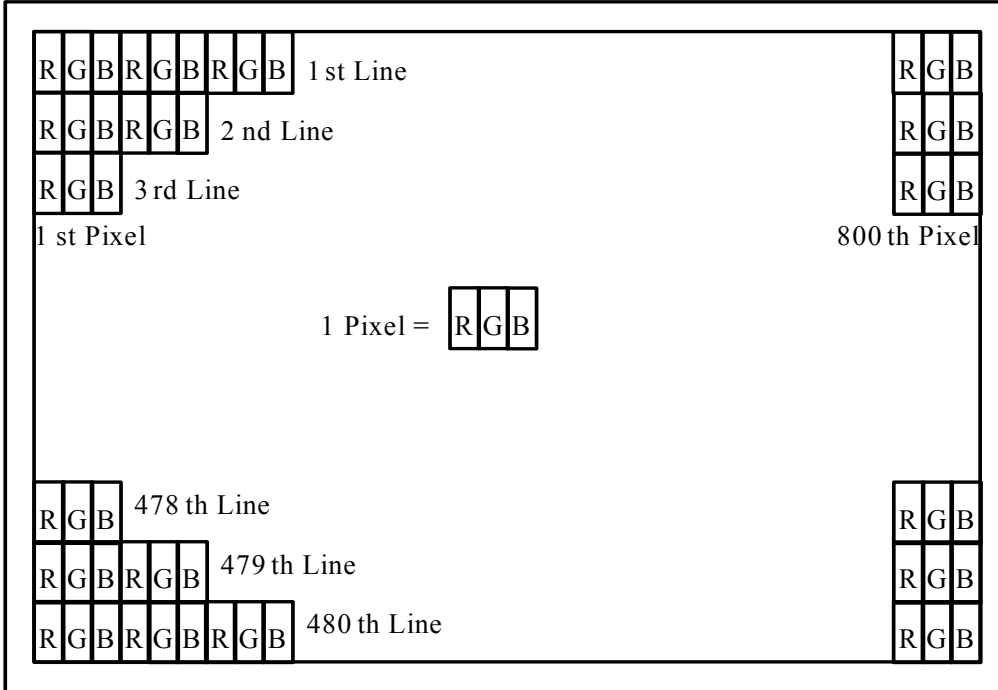 R G B R G B R G B 1 st Line R G B
R G B R G B 2 nd Line R G B
R G B 3 rd Line R G B
1 st Pixel 800 th Pixel
1 Pixel = R G B
R G B 478 th Line R G B
R G B R G B 479 th Line R G B
R G B R G B R G B 480 th Line R G B